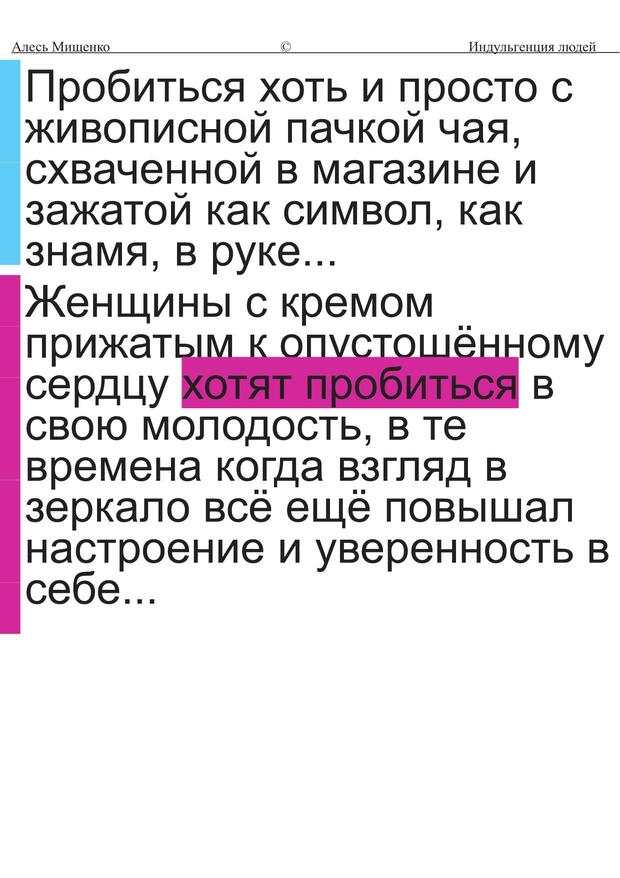 Алесь Мищенко © Индульгенция людей
Пробиться хоть и просто с
живописной пачкой чая,
схваченной в магазине и
зажатой как символ, как
знамя, в руке...
Женщины с кремом
прижатым к опустошённому
сердцу хотят пробиться в
свою молодость, в те
времена когда взгляд в
зеркало всё ещё повышал
настроение и уверенность в
себе...